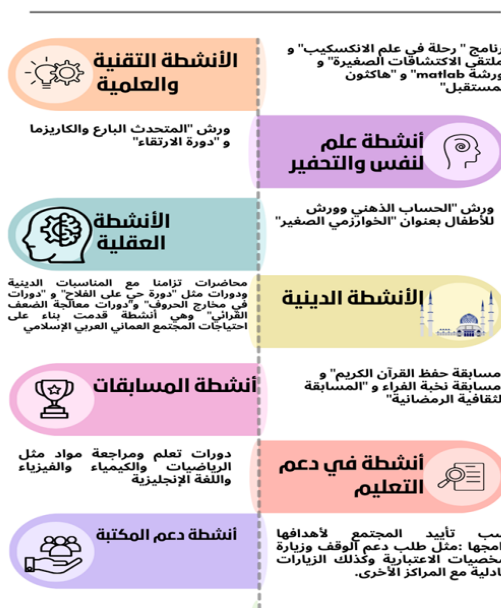 الأنشطة التقنية
والعلمية
"رحلة في علم الانكسكيب" و
ملتقى الاكتشافات الصغيرة" و
ورشة matlab" و "هاكثون
ورش "المتحدث البارع والكاريزما
و "دورة الارتقاء"
أنشطة علم
لنفس والتحفير
الأنشطة
العقلية
ورش "الحساب الذهني وورش
للأطفال بعنوان "الخوارزمي الصغير"
محاضرات تزامنا مع المناسبات الدينية
ودورات مثل "دورة حي على الفلاح" و "دورات
في مخارج الحروف" و"دورات معالجة الضعف
القرائي" وهي أنشطة قدمت بناء على
احتياجات المجتمع العماني العربي الإسلامي
الأنشطة الدينية
أنشطة المسابقات
مسابقة حفظ القرآن الكريم" و
مسابقة نخبة القراء و "المسابقة
لثقافية الرمضانية"
دورات تعلم ومراجعة مواد مثل
الرياضيات والكيمياء والفيزياء
واللغة الإنجليزية
أنشطة في دعم
التعليم
أنشطة دعم المكتبة
تأييد المجتمع لأهدافها
مثل طلب دعم الوقف وزيارة
الاعتبارية وكذلك الزيارات
مع المراكز الأخرى.